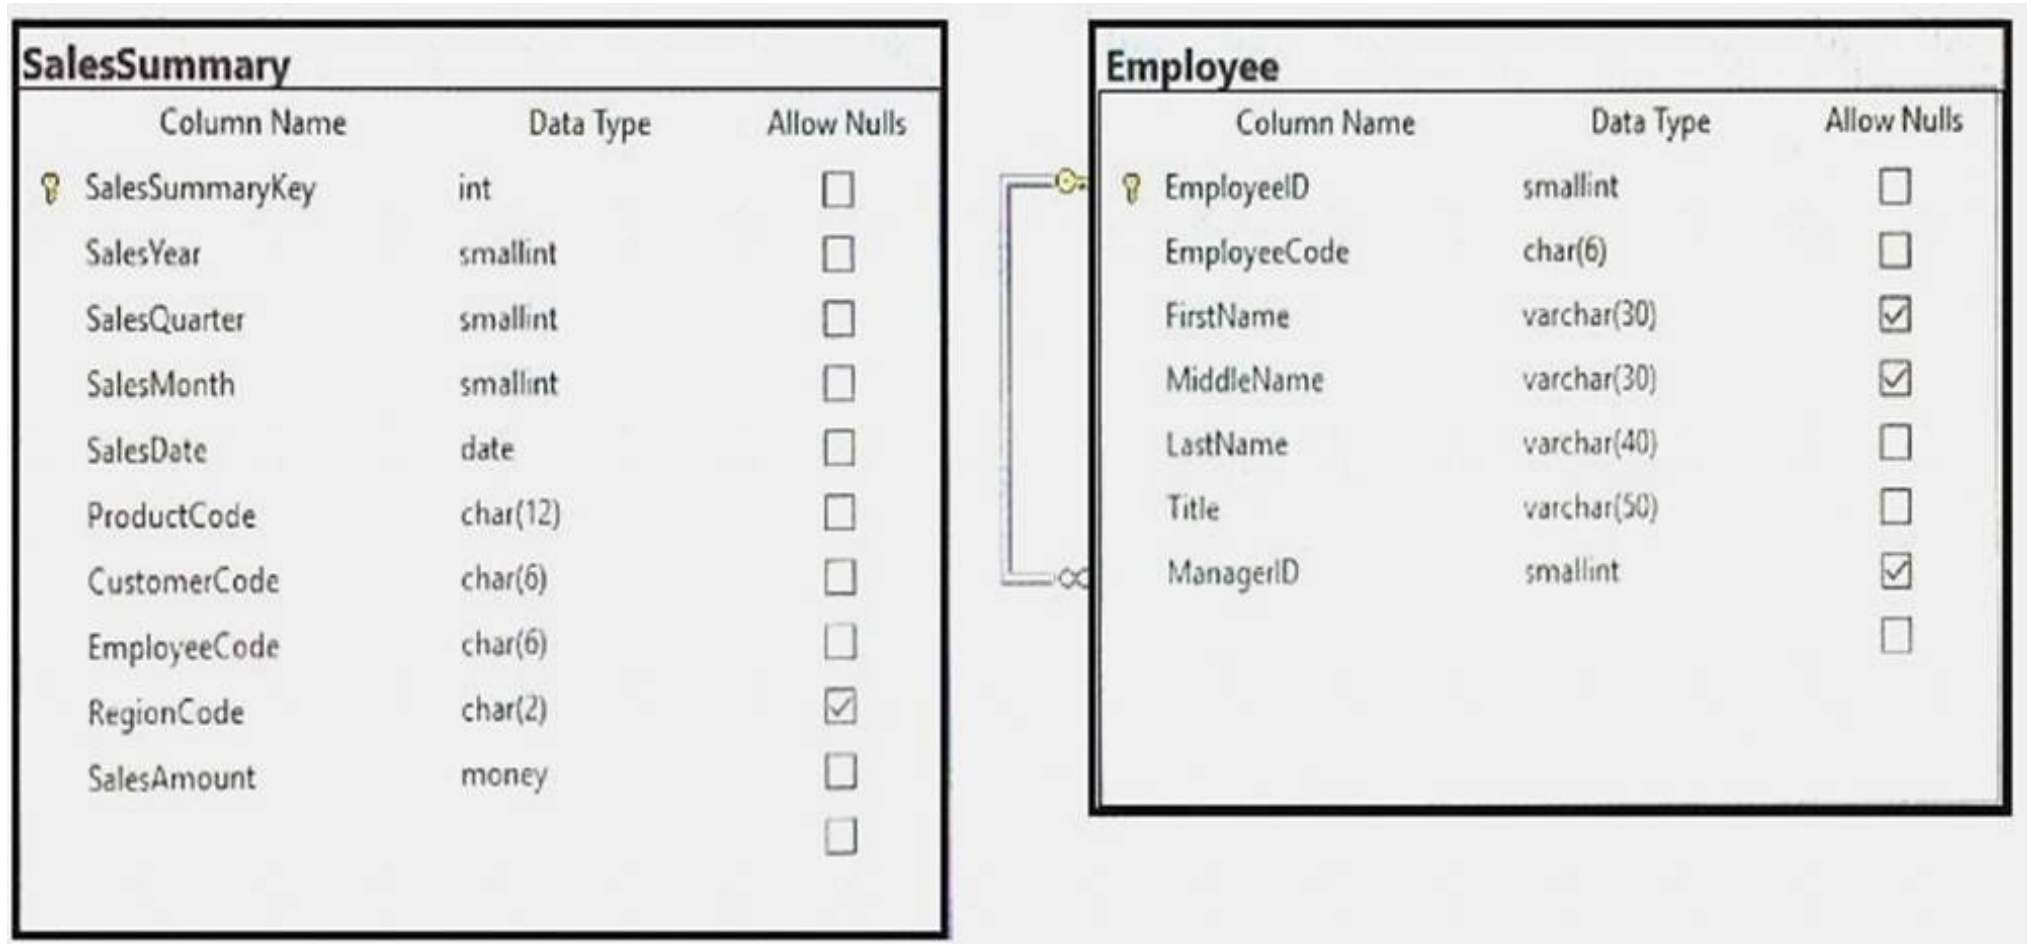 SalesSummary
Column Name Data Type Allow Nulls
SalesSummaryKey int
SalesYear smallint
SalesQuarter smallint
SalesMonth smallint
SalesDate date
ProductCode char(12)
CustomerCode char(6)
EmployeeCode char(6)
RegionCode char(2)
SalesAmount money
Employee
Column Name Data Type Allow Nulls
EmployeeID smallint
EmployeeCode char(6)
FirstName varchar(30)
MiddleName varchar(30)
LastName varchar(40)
Title varchar(50)
ManagerID smallint